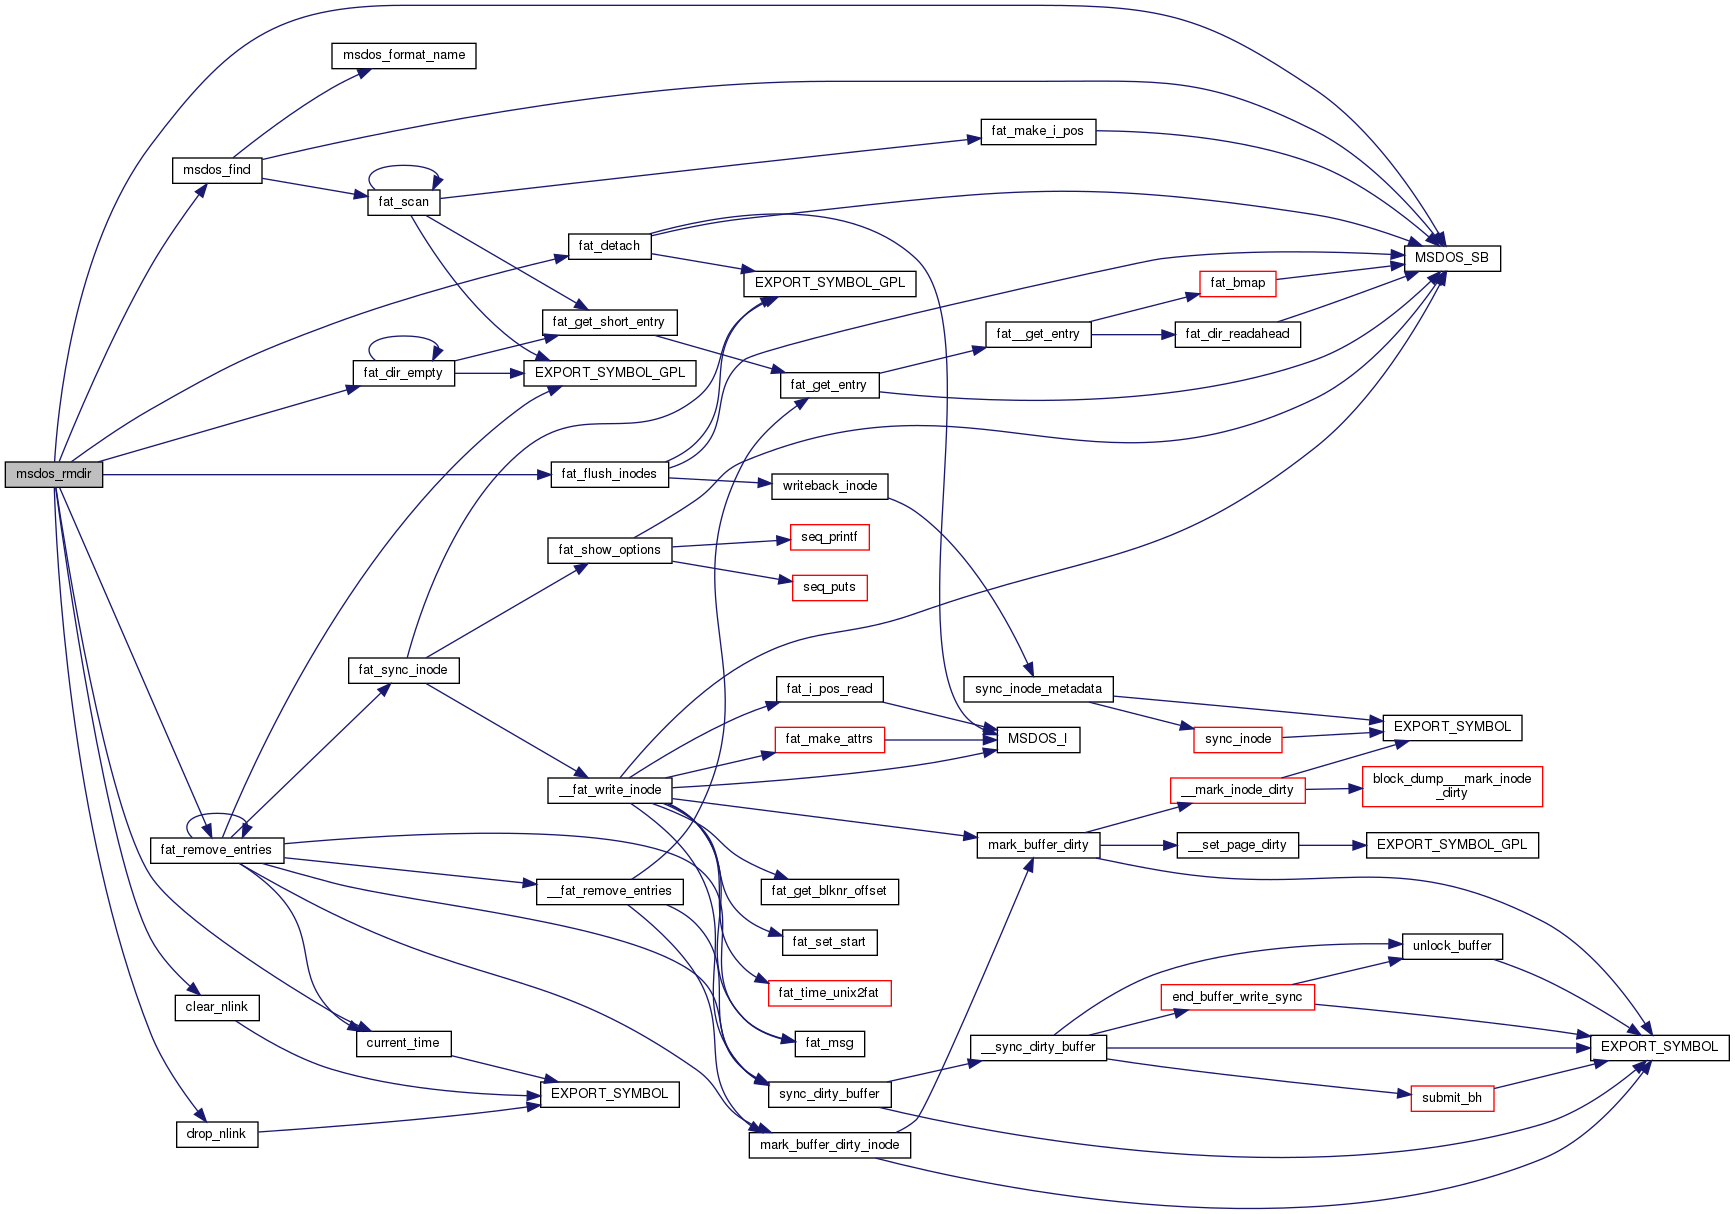 msdos_format_name
fat_make_i_pos
msdos_find
fat_scan
fat_detach
MSDOS_SB
EXPORT_SYMBOL_GPL
fat_bmap
fat_get_short_entry
fat__get_entry
fat_dir_readahead
fat_dir_empty
EXPORT_SYMBOL_GPL
fat_get_entry
msdos_rmdir
fat_flush_inodes
writeback_inode
seq_printf
fat_show_options
seq_puts
fat_sync_inode
fat_i_pos_read
sync_inode_metadata
EXPORT_SYMBOL
fat_make_attrs
MSDOS_I
sync_inode
__fat_write_inode
__mark_inode_dirty
block_dump___mark_inode
_dirty
fat_remove_entries
mark_buffer_dirty
__set_page_dirty
EXPORT_SYMBOL_GPL
__fat_remove_entries
fat_get_blknr_offset
fat_set_start
unlock_buffer
fat_time_unix2fat
end_buffer_write_sync
clear_nlink
current_time
fat_msg
__sync_dirty_buffer
EXPORT_SYMBOL
EXPORT_SYMBOL
sync_dirty_buffer
submit_bh
drop_nlink
mark_buffer_dirty_inode